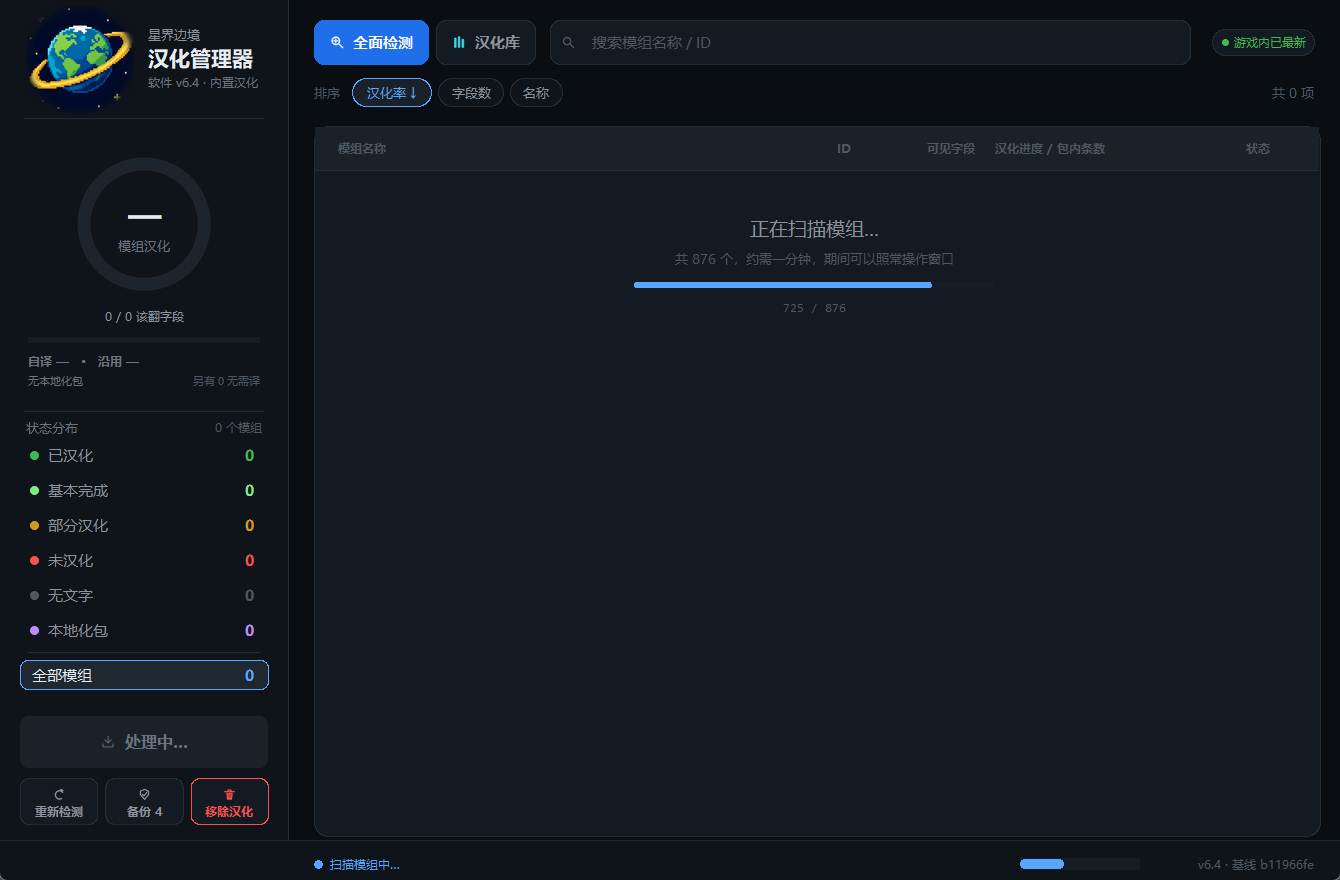 星界边境
汉化管理器
软件 v6.4 · 内置汉化
全面检测
汉化库
搜索模组名称 / ID
游戏内已最新
排序
汉化率↓
字段数
名称
共 0 项
模组名称
ID
可见字段
汉化进度 / 包内条数
状态
—
模组汉化
0 / 0 该翻字段
自译 — • 沿用 —
无本地化包
另有 0 无需译
状态分布
0 个模组
已汉化
0
基本完成
0
部分汉化
0
未汉化
0
无文字
0
本地化包
0
全部模组
0
处理中...
重新检测
备份 4
移除汉化
正在扫描模组...
共 876 个，约需一分钟，期间可以照常操作窗口
725 / 876
扫描模组中...
v6.4 · 基线 b11966fe